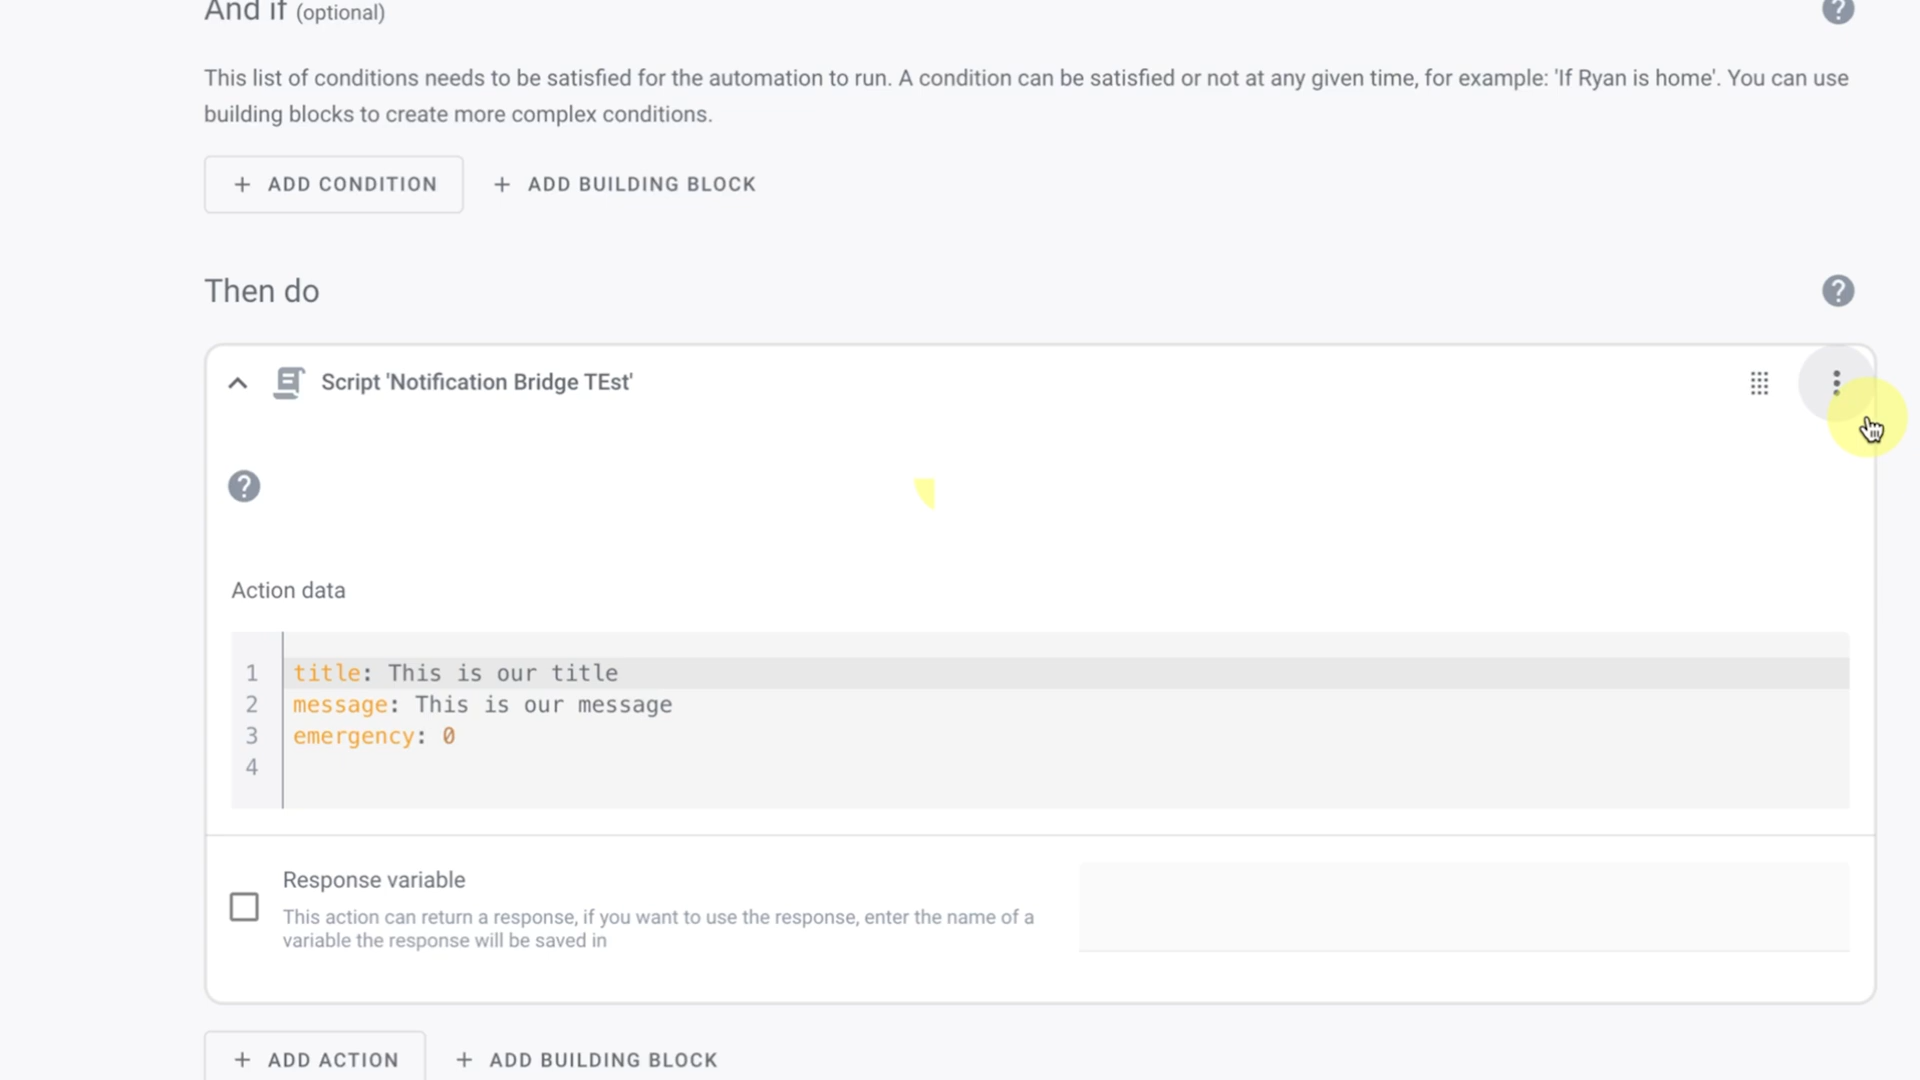 And if (optional)
This list of conditions needs to be satisfied for the automation to run. A condition can be satisfied or not at any given time, for example: 'If Ryan is home'. You can use
building blocks to create more complex conditions.
+ ADD CONDITION + ADD BUILDING BLOCK
Then do
Script 'Notification Bridge TEst'
Action data
1 title: This is our title
2 message: This is our message
3 emergency: 0
4
Response variable
This action can return a response, if you want to use the response, enter the name of a
variable the response will be saved in
+ ADD ACTION + ADD BUILDING BLOCK